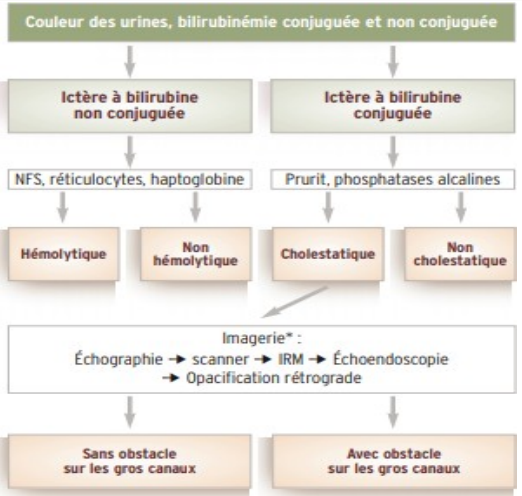 Couleur des urines, bilirubinémie conjuguée et non conjuguée
Ictère à bilirubine
non conjuguée
Ictère à bilirubine
conjuguée
NFS, réticulocytes, haptoglobine
Prurit, phosphatases alcalines
Hémolytique
Non
hémolytique
Cholestatique
Non
cholestatique
Imagerie* :
Échographie → scanner → IRM → Échoendoscopie
→ Opacification rétrograde
Sans obstacle
sur les gros canaux
Avec obstacle
sur les gros canaux